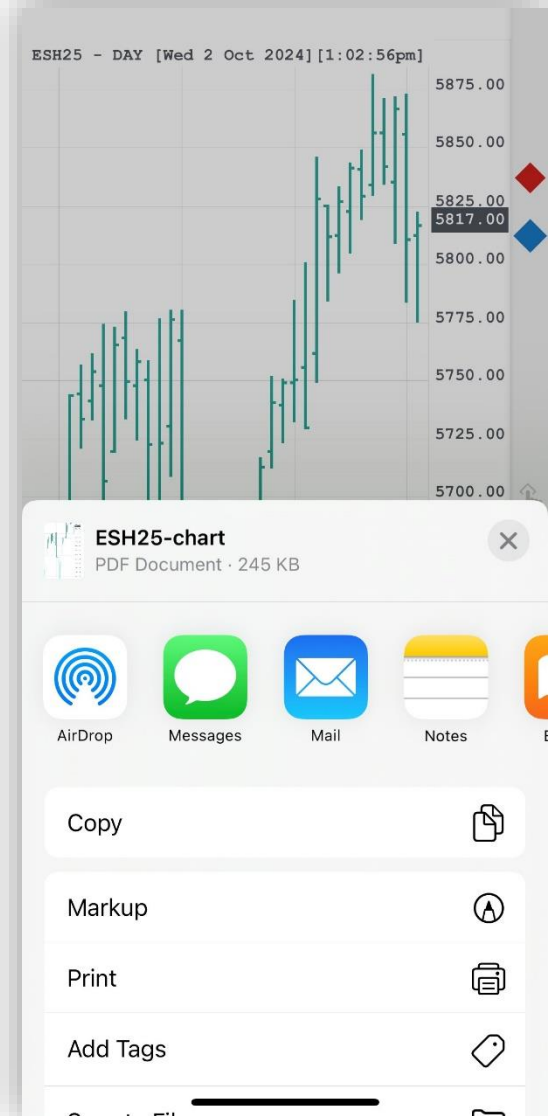 ESH25 - DAY [Wed 2 Oct 2024][1:02:56pm]
5875.00
5850.00
5825.00
5817.00
5800.00
5775.00
5750.00
5725.00
5700.00
ESH25-chart
PDF Document · 245 KB
AirDrop
Messages
Mail
Notes
Copy
Markup
Print
Add Tags